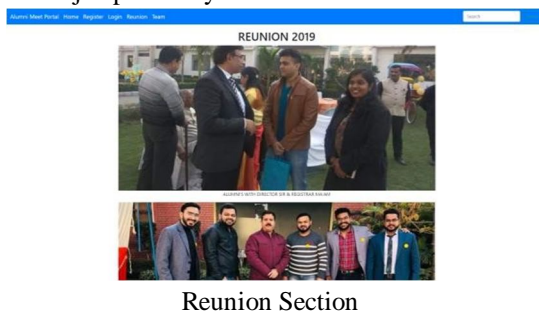 Alumni Meet Portal Home Register Login Reunion Team Search
REUNION 2019
ALUMNI'S WITH DIRECTOR SIR & REGISTRAR MA'AM
Reunion Section